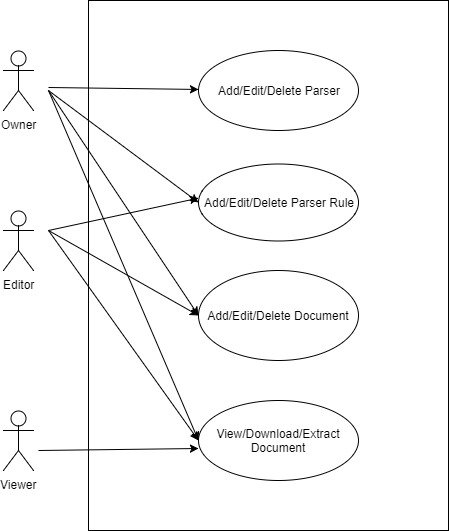 Add/Edit/Delete Parser
Owner
Add/Edit/Delete Parser Rule
Editor
Add/Edit/Delete Document
View/Download/Extract
Document
Viewer